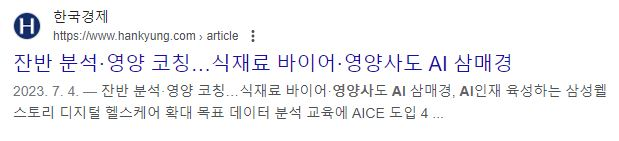 H
한국경제
https://www.hankyung.com › article
잔반 분석·영양 코칭...식재료 바이어·영양사도 AI 삼매경
2023. 7. 4. — 잔반 분석·영양 코칭...식재료 바이어·영양사도 AI 삼매경, AI인재 육성하는 삼성웰
스토리 디지털 헬스케어 확대 목표 데이터 분석 교육에 AICE 도입 4 ...